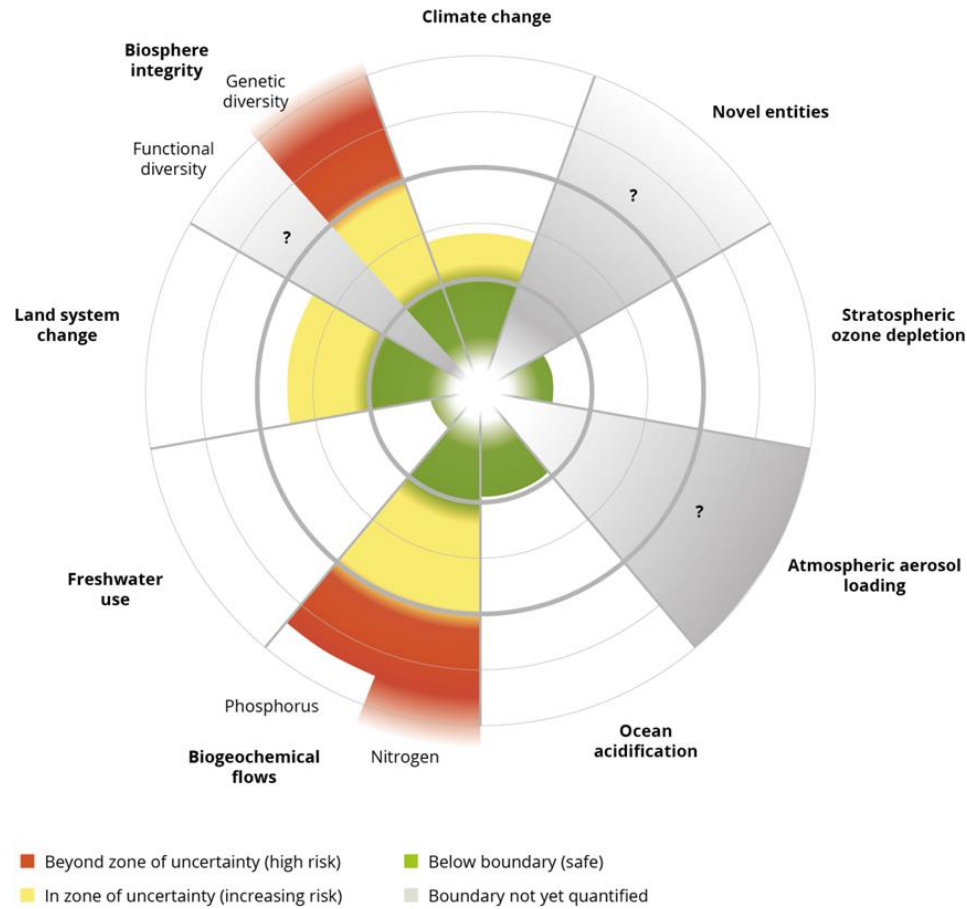 Climate change
Biosphere
integrity
Genetic
diversity
Functional
diversity
Novel entities
?
?
Land system
change
Stratospheric
ozone depletion
?
Freshwater
use
Atmospheric aerosol
loading
Phosphorus
Biogeochemical
flows
Nitrogen
Ocean
acidification
Beyond zone of uncertainty (high risk)
In zone of uncertainty (increasing risk)
Below boundary (safe)
Boundary not yet quantified